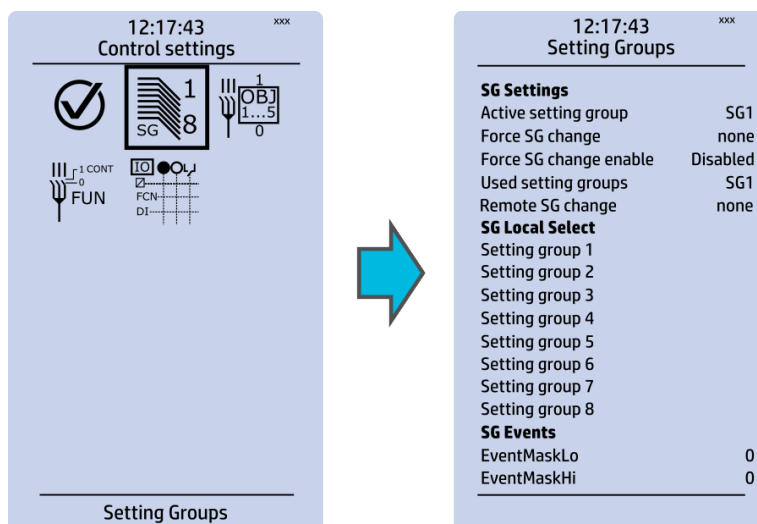 12:17:43 xxx
Control settings
1
SG 8
1
OBJ
1...5
0
1 CONT
0
FUN
IO
FCN
DI
Setting Groups
12:17:43 xxx
Setting Groups
SG Settings
Active setting group SG1
Force SG change none
Force SG change enable Disabled
Used setting groups SG1
Remote SG change none
SG Local Select
Setting group 1
Setting group 2
Setting group 3
Setting group 4
Setting group 5
Setting group 6
Setting group 7
Setting group 8
SG Events
EventMaskLo 0
EventMaskHi 0